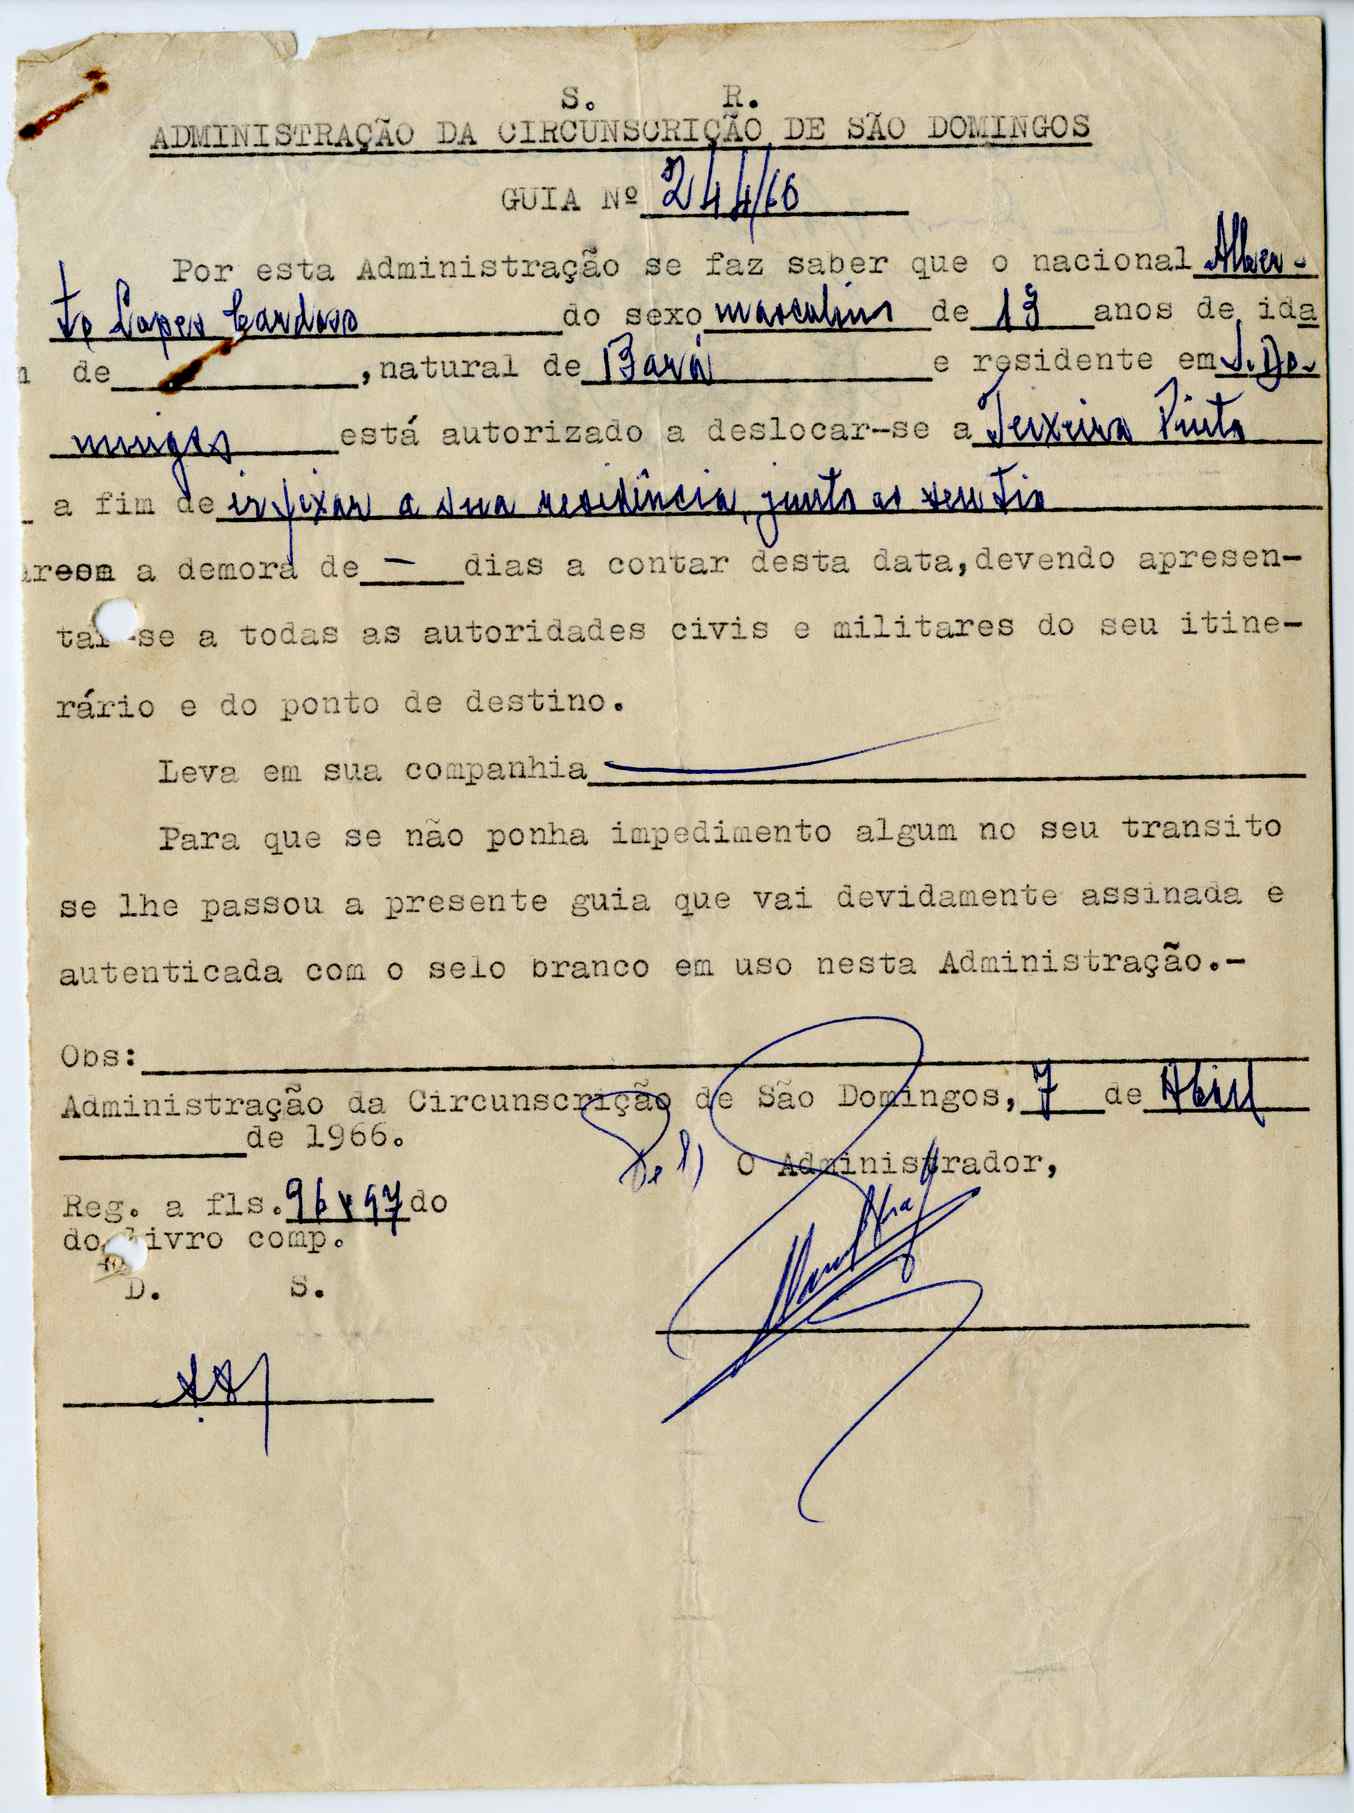 S. R.
ADMINISTRAÇÃO DA CIRCUNSCRIÇÃO DE SÃO DOMINGOS
GUIA Nº 244/66
Por esta Administração se faz saber que o nacional Alber-
to Lopes Cardoso do sexo masculino de 19 anos de ida
de , natural de Bará e residente em S. Do-
mingos está autorizado a deslocar-se a Teixeira Pinto
a fim de ir fixar a sua residência, junto ao seu tio
com a demora de — dias a contar desta data, devendo apresen-
tar-se a todas as autoridades civis e militares do seu itine-
rário e do ponto de destino.
Leva em sua companhia
Para que se não ponha impedimento algum no seu transito
se lhe passou a presente guia que vai devidamente assinada e
autenticada com o selo branco em uso nesta Administração.-
Obs:
Administração da Circunscrição de São Domingos, 7 de Abril
de 1966.
O Administrador,
Reg. a fls. 96 v 97 do
do livro comp.
D. S.